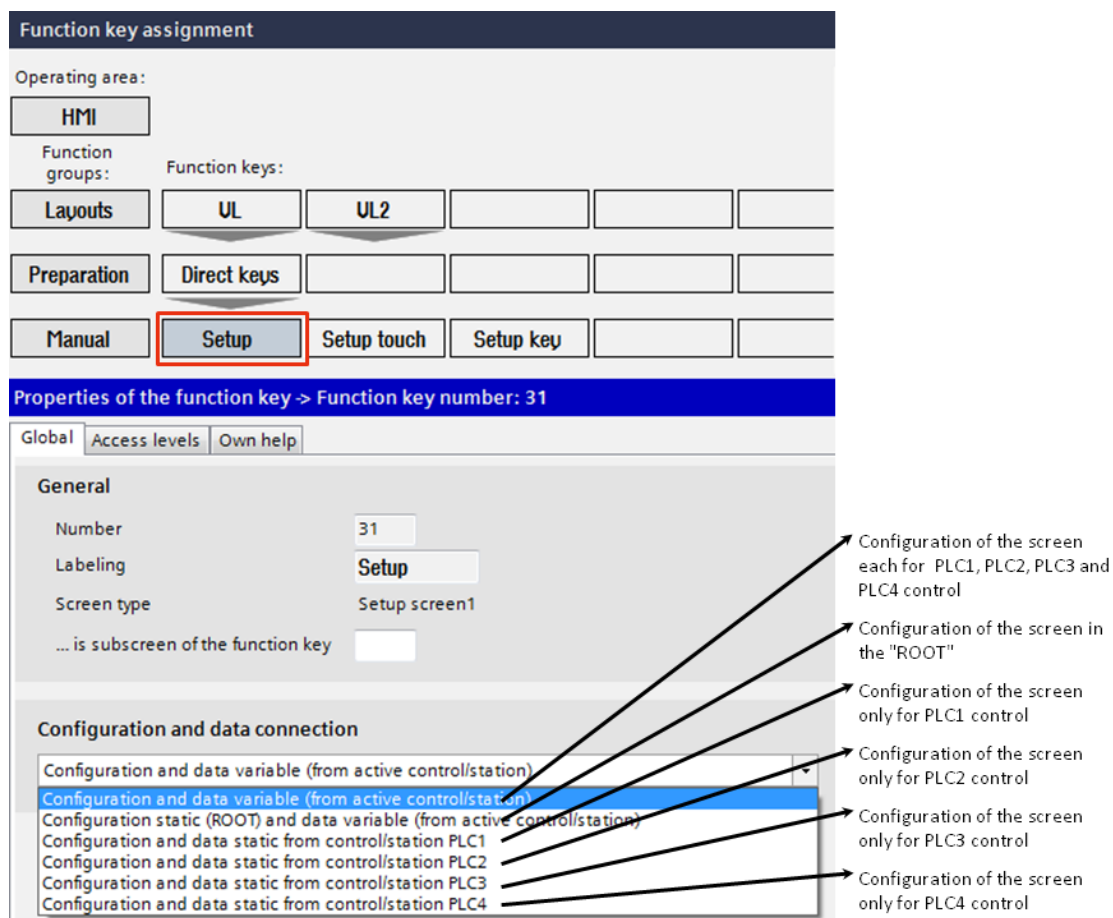 Function key assignment
Operating area:
HMI
Function
groups:
Function keys:
Layouts
UL
UL2
Preparation
Direct keys
Manual
Setup
Setup touch
Setup key
Properties of the function key -> Function key number: 31
Global
Access levels
Own help
General
Number
31
Labeling
Setup
Screen type
Setup screen1
... is subscreen of the function key
Configuration and data connection
Configuration and data variable (from active control/station)
Configuration and data variable (from active control/station)
Configuration static (ROOT) and data variable (from active control/station)
Configuration and data static from control/station PLC1
Configuration and data static from control/station PLC2
Configuration and data static from control/station PLC3
Configuration and data static from control/station PLC4
Configuration of the screen
each for PLC1, PLC2, PLC3 and
PLC4 control
Configuration of the screen in
the "ROOT"
Configuration of the screen
only for PLC1 control
Configuration of the screen
only for PLC2 control
Configuration of the screen
only for PLC3 control
Configuration of the screen
only for PLC4 control